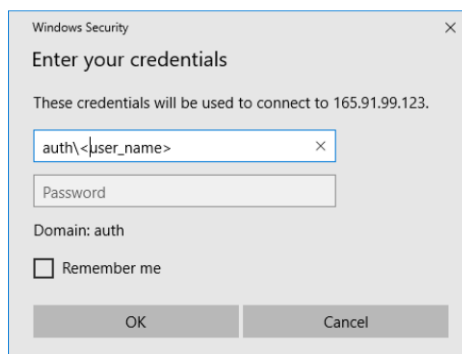 Windows Security
Enter your credentials
These credentials will be used to connect to 165.91.99.123.
auth\<user_name>
Password
Domain: auth
Remember me
OK Cancel